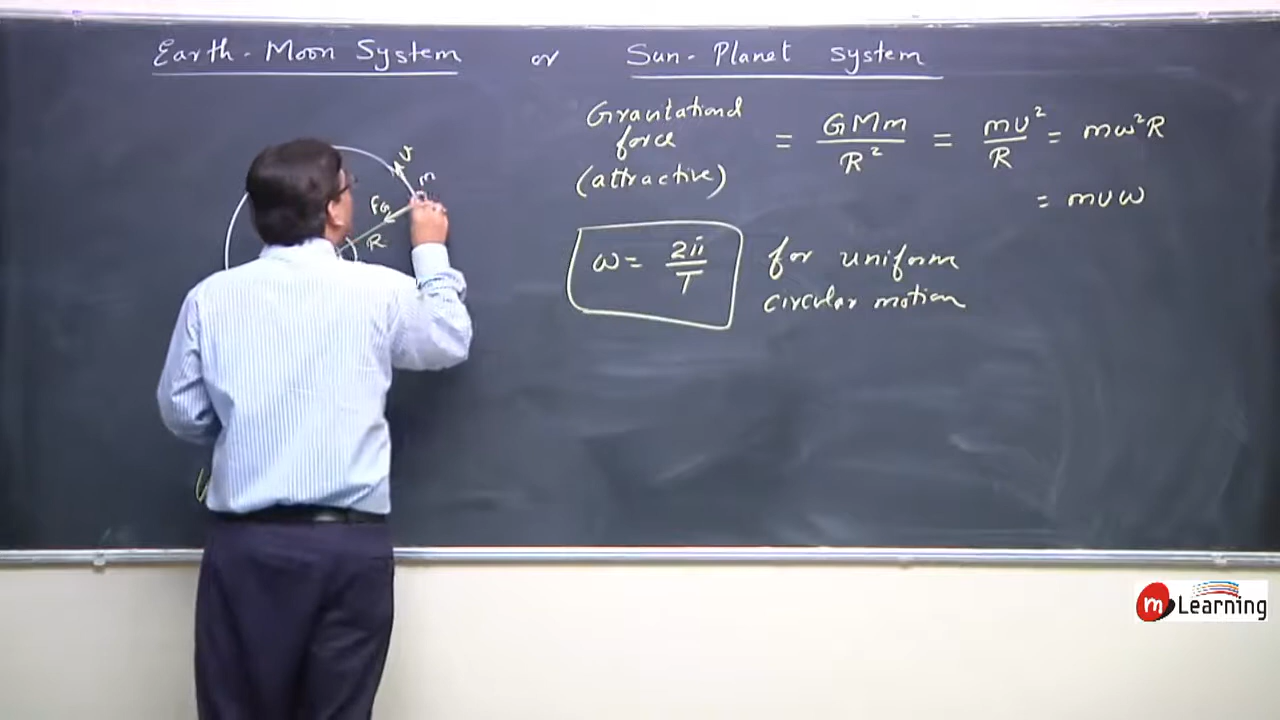 Earth - Moon System or Sun - Planet system
Gravitational force (attractive) = GMm/R² = mv²/R = mω²R
= mvω
ω = 2π/T for uniform
circular motion
v
m
FG
R
m Learning